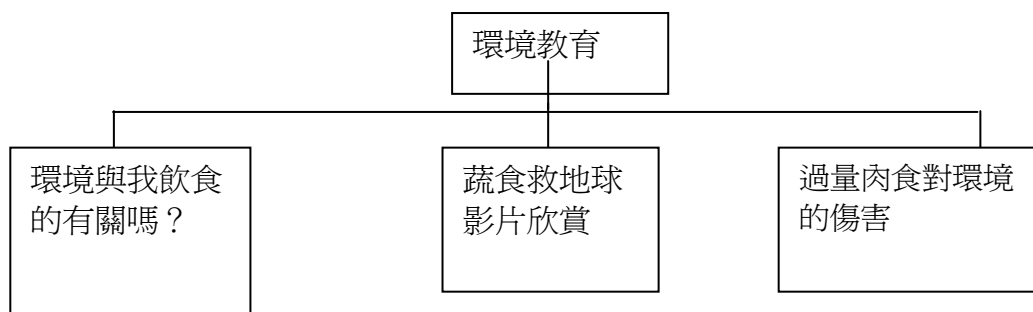 環境教育
環境與我飲食
的有關嗎？
蔬食救地球
影片欣賞
過量肉食對環境
的傷害